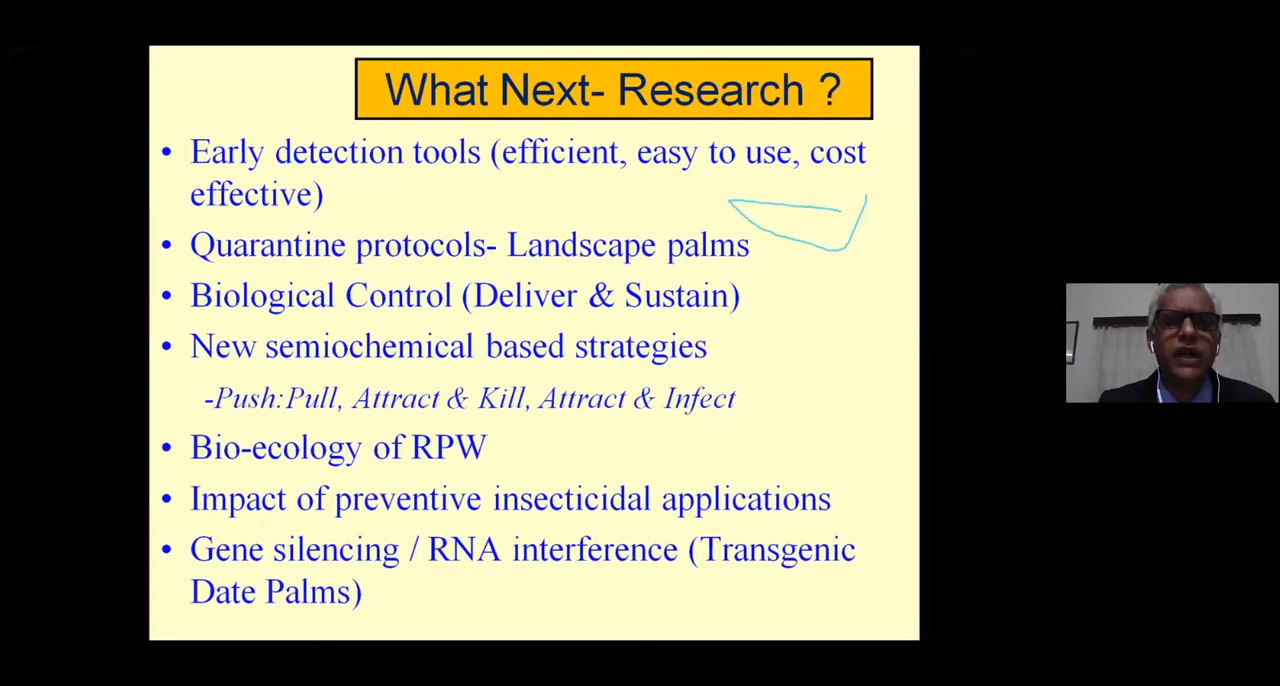 What Next- Research ?
• Early detection tools (efficient, easy to use, cost
effective)
• Quarantine protocols- Landscape palms
• Biological Control (Deliver & Sustain)
• New semiochemical based strategies
-Push:Pull, Attract & Kill, Attract & Infect
• Bio-ecology of RPW
• Impact of preventive insecticidal applications
• Gene silencing / RNA interference (Transgenic
Date Palms)